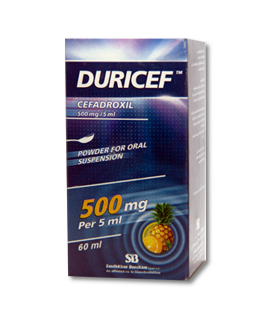 DURICEF™
CEFADROXIL
500 mg / 5 ml
POWDER FOR ORAL
SUSPENSION
500 mg
Per 5 ml
60 ml
SB